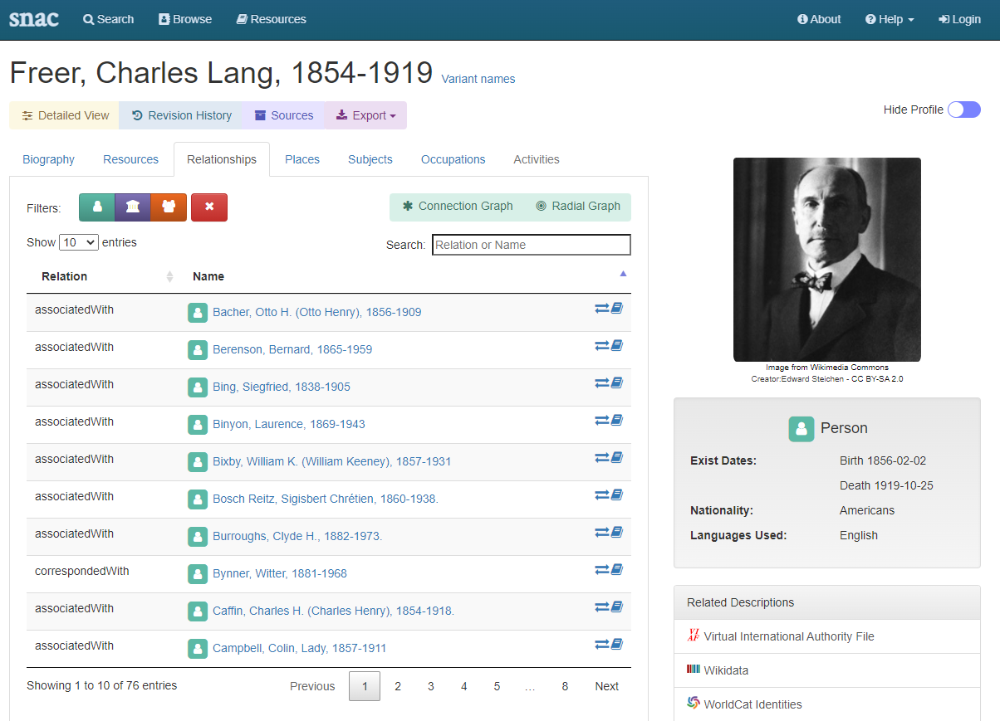 snac Search Browse Resources About Help Login
Freer, Charles Lang, 1854-1919 Variant names
Detailed View Revision History Sources Export
Hide Profile
Biography Resources Relationships Places Subjects Occupations Activities
Filters: Connection Graph Radial Graph
Show 10 entries Search: Relation or Name
Relation Name
associatedWith Bacher, Otto H. (Otto Henry), 1856-1909
associatedWith Berenson, Bernard, 1865-1959
associatedWith Bing, Siegfried, 1838-1905
associatedWith Binyon, Laurence, 1869-1943
associatedWith Bixby, William K. (William Keeney), 1857-1931
associatedWith Bosch Reitz, Sigisbert Chrétien, 1860-1938.
associatedWith Burroughs, Clyde H., 1882-1973.
correspondedWith Bynner, Witter, 1881-1968
associatedWith Caffin, Charles H. (Charles Henry), 1854-1918.
associatedWith Campbell, Colin, Lady, 1857-1911
Showing 1 to 10 of 76 entries Previous 1 2 3 4 5 … 8 Next
Image from Wikimedia Commons
Creator:Edward Steichen - CC BY-SA 2.0
Person
Exist Dates: Birth 1856-02-02
Death 1919-10-25
Nationality: Americans
Languages Used: English
Related Descriptions
VIAF Virtual International Authority File
Wikidata
WorldCat Identities